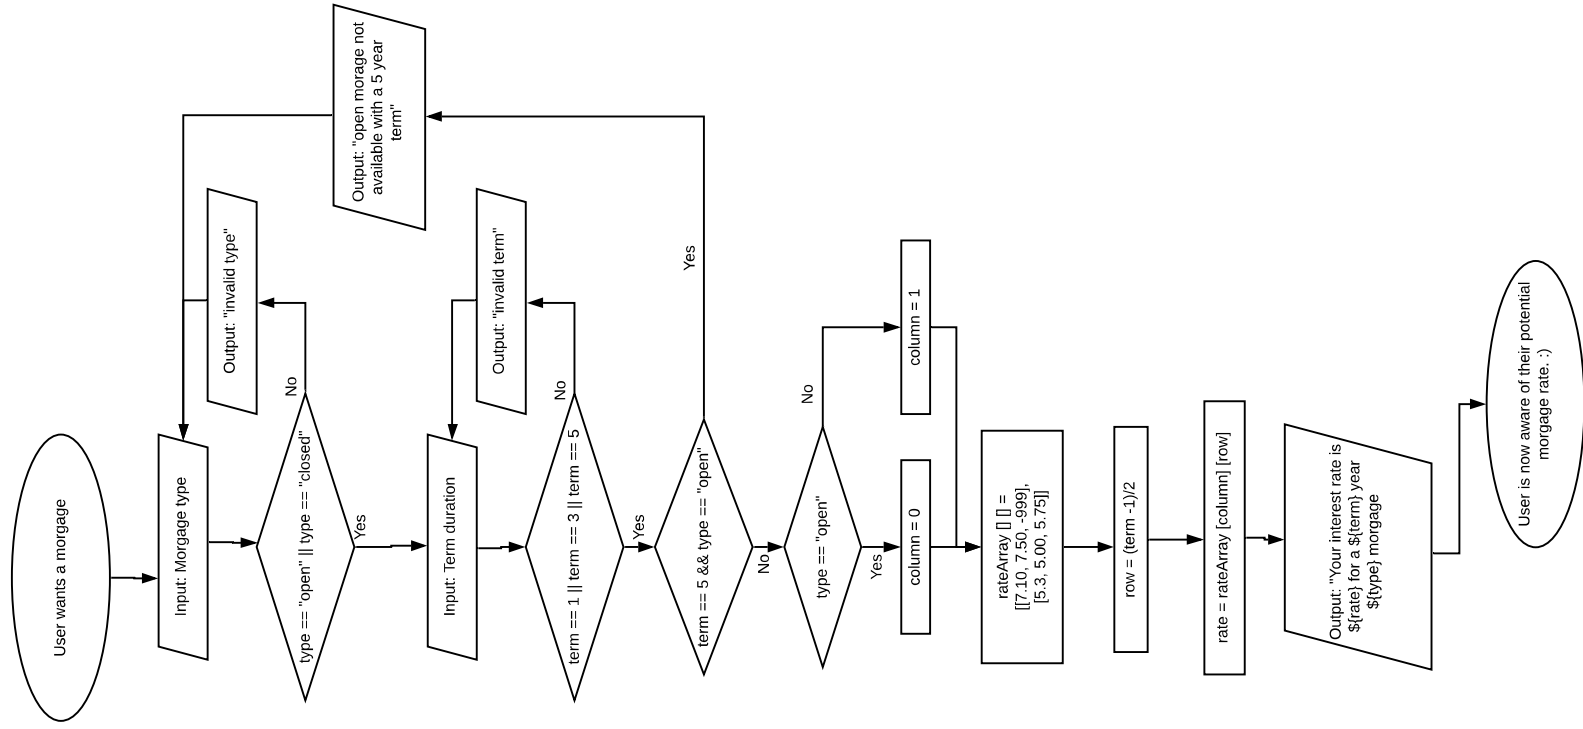 User wants a morgage
Input: Morgage type
type == "open" || type == "closed"
No
Output: "invalid type"
Yes
Input: Term duration
term == 1 || term == 3 || term == 5
No
Output: "invalid term"
Yes
term == 5 && type == "open"
Yes
Output: "open morage not
available with a 5 year
term"
No
type == "open"
No
column = 1
Yes
column = 0
rateArray [] [] =
[[7.10, 7.50, -999],
[5.3, 5.00, 5.75]]
row = (term -1)/2
rate = rateArray [column] [row]
Output: "Your interest rate is
${rate} for a ${term} year
${type} morgage
User is now aware of their potential
morgage rate. :)